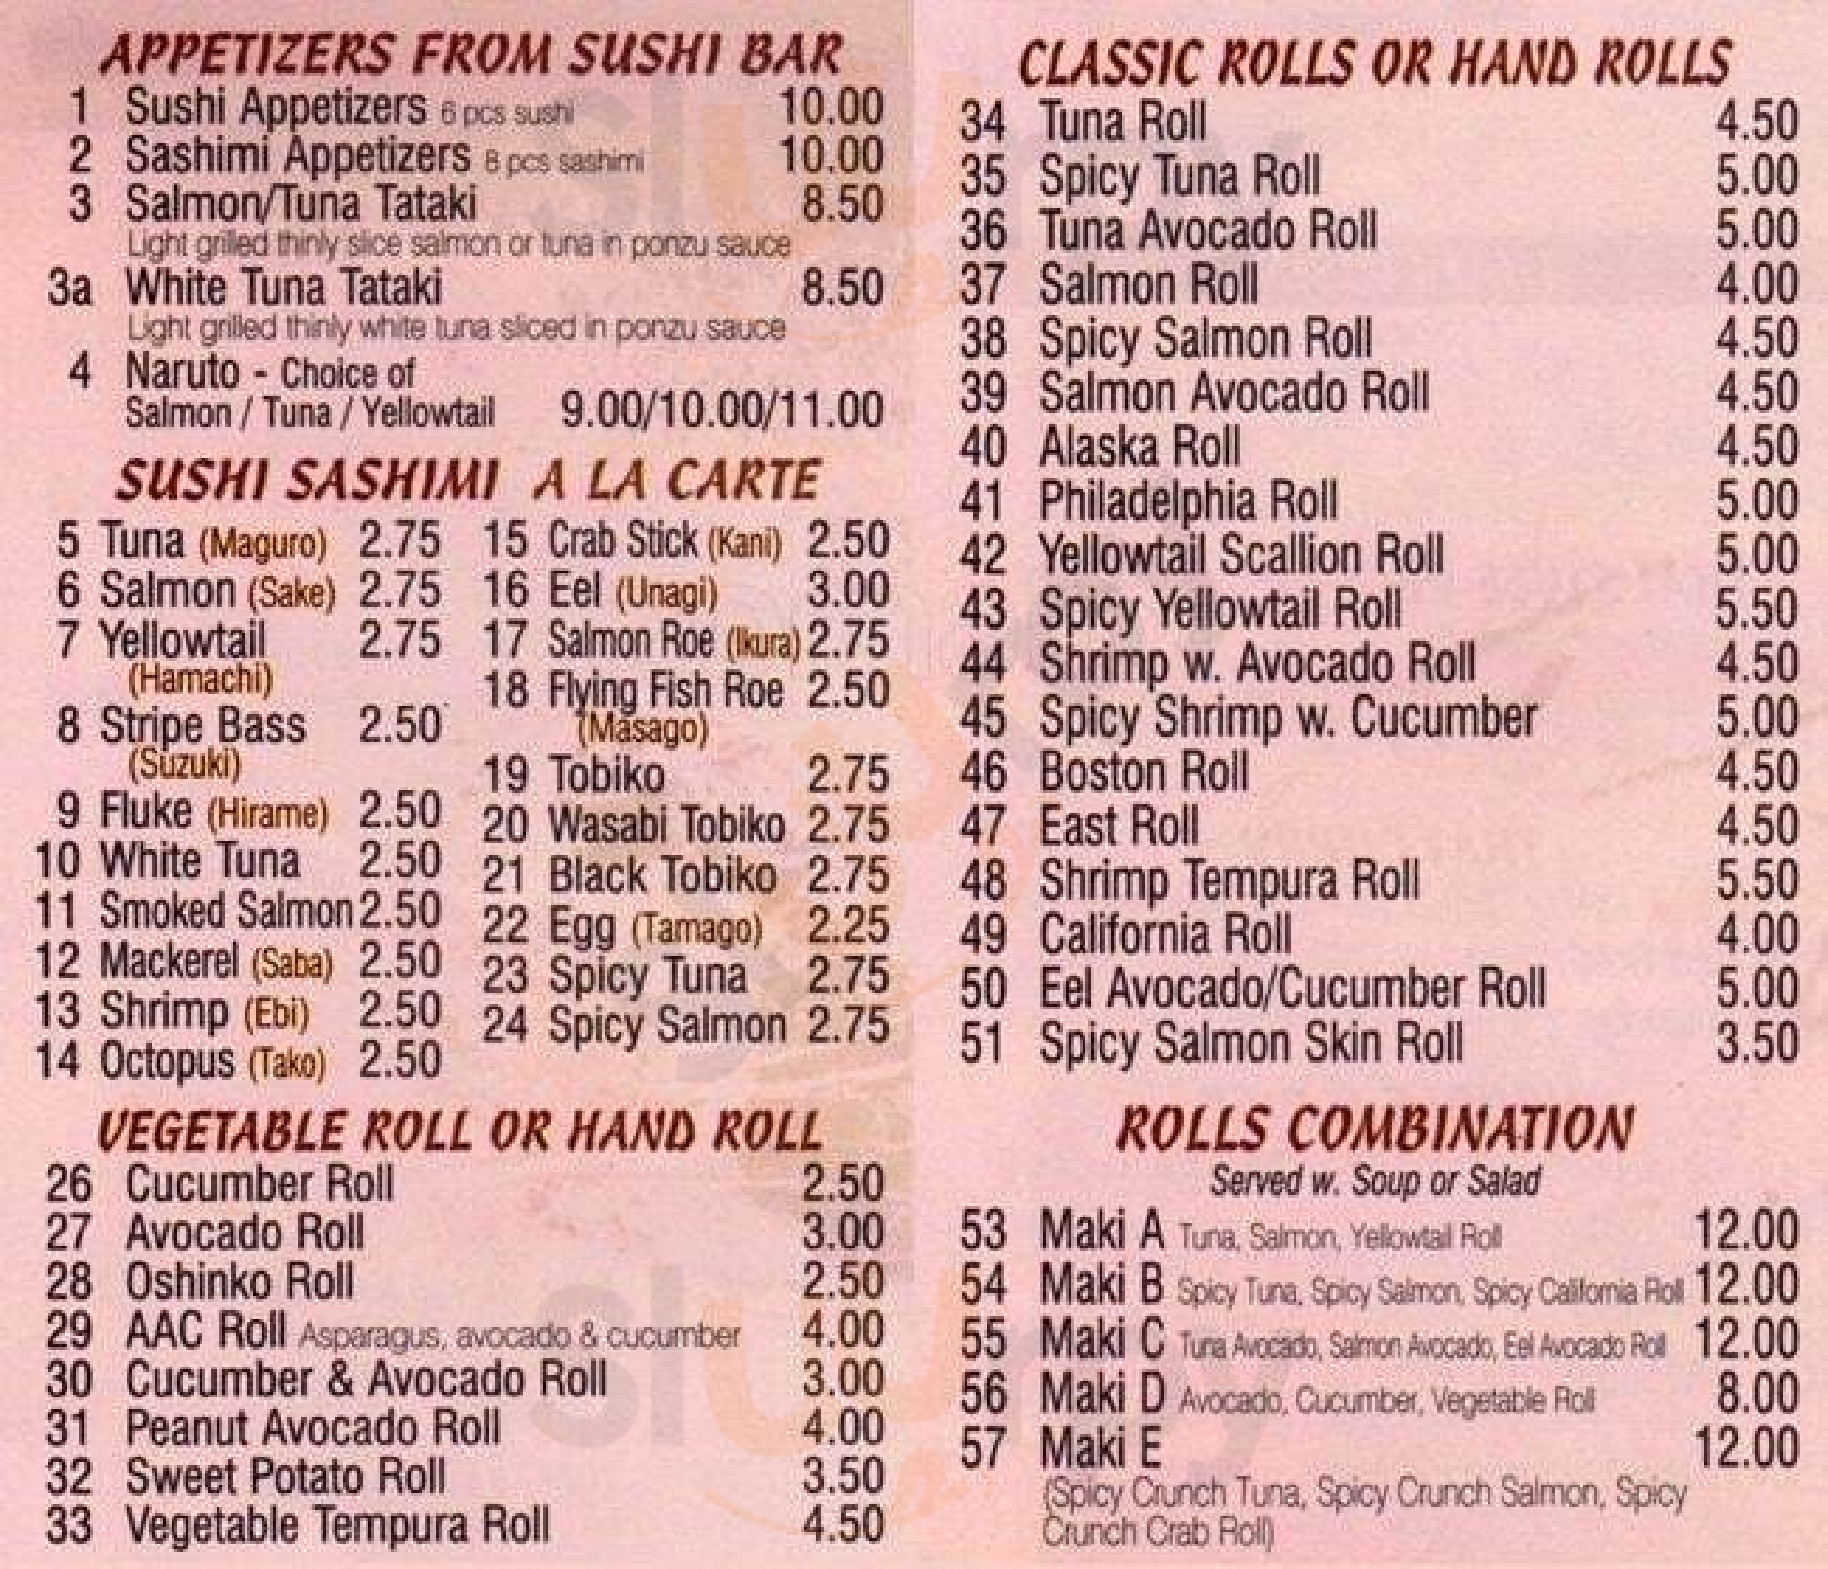 APPETIZERS FROM SUSHI BAR
1 Sushi Appetizers 6 pcs sushi 10.00
2 Sashimi Appetizers 8 pcs sashimi 10.00
3 Salmon/Tuna Tataki 8.50
Light grilled thinly slice salmon or tuna in ponzu sauce
3a White Tuna Tataki 8.50
Light grilled thinly white tuna sliced in ponzu sauce
4 Naruto - Choice of
Salmon / Tuna / Yellowtail 9.00/10.00/11.00
SUSHI SASHIMI A LA CARTE
5 Tuna (Maguro) 2.75
6 Salmon (Sake) 2.75
7 Yellowtail 2.75
(Hamachi)
8 Stripe Bass 2.50
(Suzuki)
9 Fluke (Hirame) 2.50
10 White Tuna 2.50
11 Smoked Salmon 2.50
12 Mackerel (Saba) 2.50
13 Shrimp (Ebi) 2.50
14 Octopus (Tako) 2.50
15 Crab Stick (Kani) 2.50
16 Eel (Unagi) 3.00
17 Salmon Roe (Ikura) 2.75
18 Flying Fish Roe 2.50
(Masago)
19 Tobiko 2.75
20 Wasabi Tobiko 2.75
21 Black Tobiko 2.75
22 Egg (Tamago) 2.25
23 Spicy Tuna 2.75
24 Spicy Salmon 2.75
VEGETABLE ROLL OR HAND ROLL
26 Cucumber Roll 2.50
27 Avocado Roll 3.00
28 Oshinko Roll 2.50
29 AAC Roll Asparagus, avocado & cucumber 4.00
30 Cucumber & Avocado Roll 3.00
31 Peanut Avocado Roll 4.00
32 Sweet Potato Roll 3.50
33 Vegetable Tempura Roll 4.50
CLASSIC ROLLS OR HAND ROLLS
34 Tuna Roll 4.50
35 Spicy Tuna Roll 5.00
36 Tuna Avocado Roll 5.00
37 Salmon Roll 4.00
38 Spicy Salmon Roll 4.50
39 Salmon Avocado Roll 4.50
40 Alaska Roll 4.50
41 Philadelphia Roll 5.00
42 Yellowtail Scallion Roll 5.00
43 Spicy Yellowtail Roll 5.50
44 Shrimp w. Avocado Roll 4.50
45 Spicy Shrimp w. Cucumber 5.00
46 Boston Roll 4.50
47 East Roll 4.50
48 Shrimp Tempura Roll 5.50
49 California Roll 4.00
50 Eel Avocado/Cucumber Roll 5.00
51 Spicy Salmon Skin Roll 3.50
ROLLS COMBINATION
Served w. Soup or Salad
53 Maki A Tuna, Salmon, Yellowtail Roll 12.00
54 Maki B Spicy Tuna, Spicy Salmon, Spicy California Roll 12.00
55 Maki C Tuna Avocado, Salmon Avocado, Eel Avocado Roll 12.00
56 Maki D Avocado, Cucumber, Vegetable Roll 8.00
57 Maki E 12.00
(Spicy Crunch Tuna, Spicy Crunch Salmon, Spicy
Crunch Crab Roll)